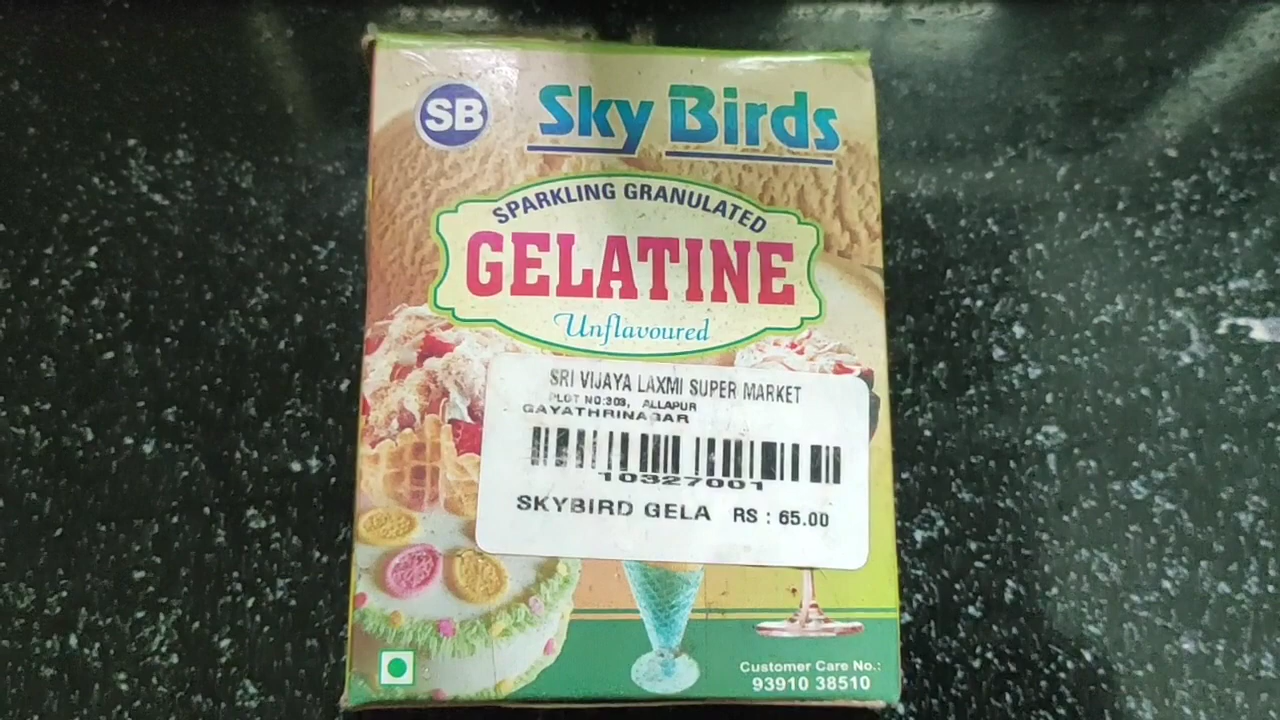 SB
Sky Birds
SPARKLING GRANULATED
GELATINE
Unflavoured
SRI VIJAYA LAXMI SUPER MARKET
PLOT NO:303, ALLAPUR
GAYATHRINAGAR
10327001
SKYBIRD GELA RS : 65.00
Customer Care No.:
93910 38510